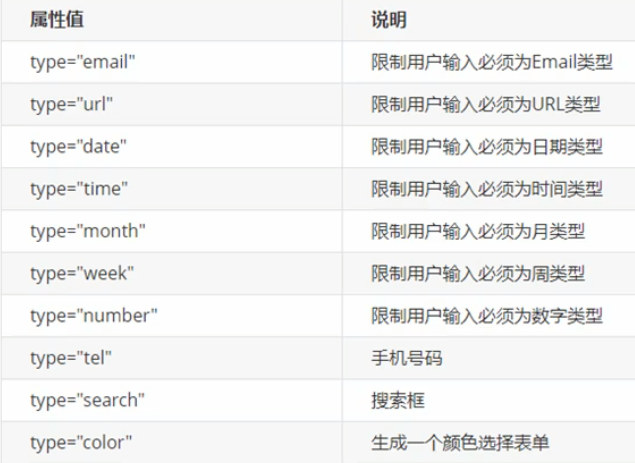 属性值 说明
type="email" 限制用户输入必须为Email类型
type="url" 限制用户输入必须为URL类型
type="date" 限制用户输入必须为日期类型
type="time" 限制用户输入必须为时间类型
type="month" 限制用户输入必须为月类型
type="week" 限制用户输入必须为周类型
type="number" 限制用户输入必须为数字类型
type="tel" 手机号码
type="search" 搜索框
type="color" 生成一个颜色选择表单